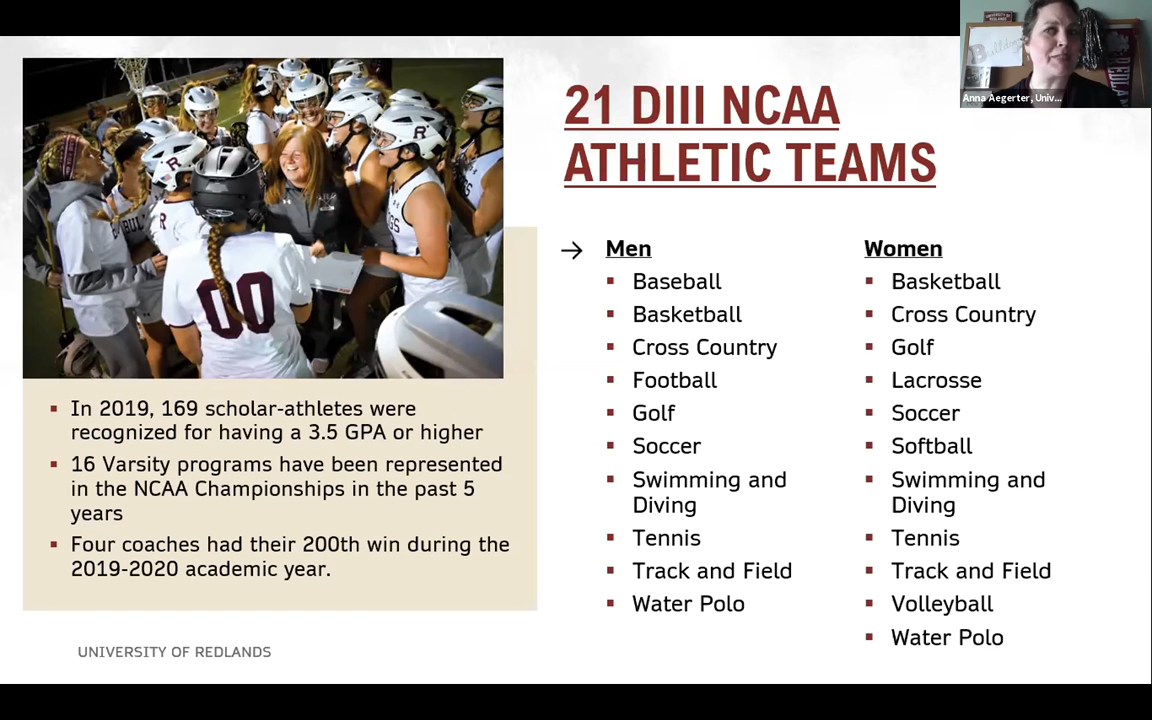 21 DIII NCAA
ATHLETIC TEAMS
Anna Aegerter, Univ...
R
R
00
In 2019, 169 scholar-athletes were
recognized for having a 3.5 GPA or higher
16 Varsity programs have been represented
in the NCAA Championships in the past 5
years
Four coaches had their 200th win during the
2019-2020 academic year.
→ Men
Baseball
Basketball
Cross Country
Football
Golf
Soccer
Swimming and
Diving
Tennis
Track and Field
Water Polo
Women
Basketball
Cross Country
Golf
Lacrosse
Soccer
Softball
Swimming and
Diving
Tennis
Track and Field
Volleyball
Water Polo
UNIVERSITY OF REDLANDS